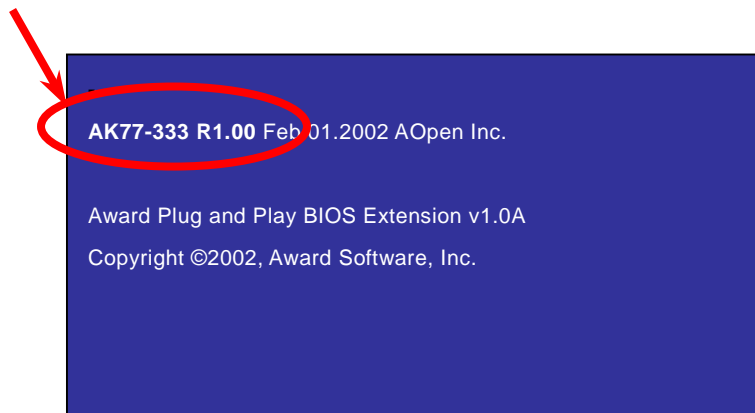 AK77-333 R1.00 Feb.01.2002 AOpen Inc.
Award Plug and Play BIOS Extension v1.0A
Copyright ©2002, Award Software, Inc.